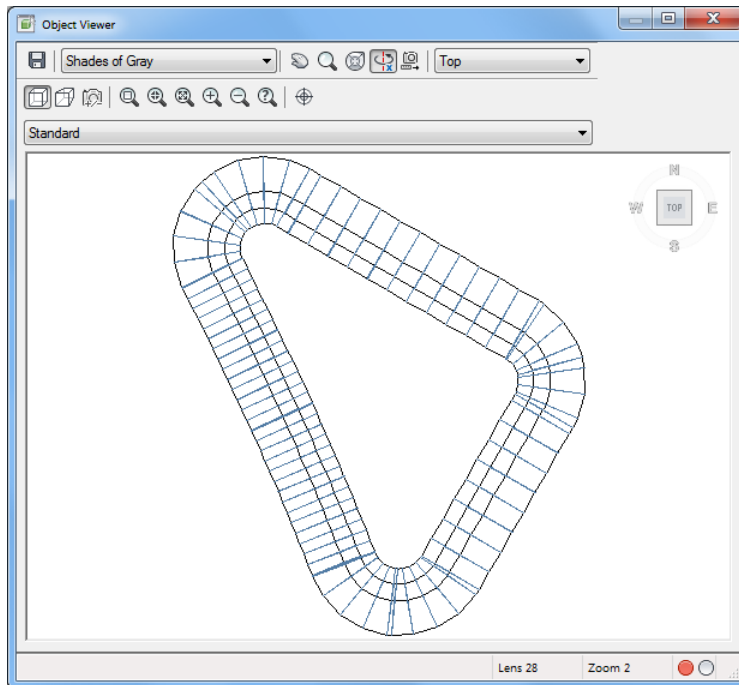 Object Viewer
Shades of Gray Top
Standard
N
W TOP E
S
Lens 28 Zoom 2